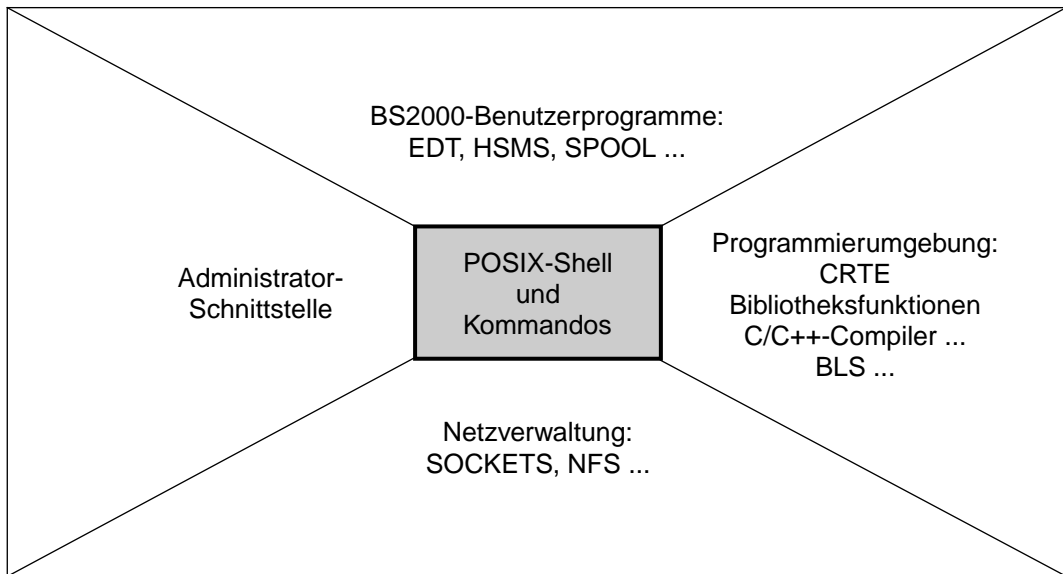 BS2000-Benutzerprogramme:
EDT, HSMS, SPOOL ...
Administrator-
Schnittstelle
POSIX-Shell
und
Kommandos
Programmierumgebung:
CRTE
Bibliotheksfunktionen
C/C++-Compiler ...
BLS ...
Netzverwaltung:
SOCKETS, NFS ...